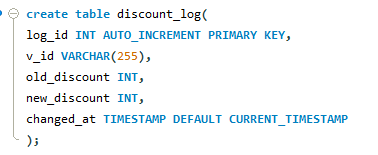 create table discount_log(
log_id INT AUTO_INCREMENT PRIMARY KEY,
v_id VARCHAR(255),
old_discount INT,
new_discount INT,
changed_at TIMESTAMP DEFAULT CURRENT_TIMESTAMP
);